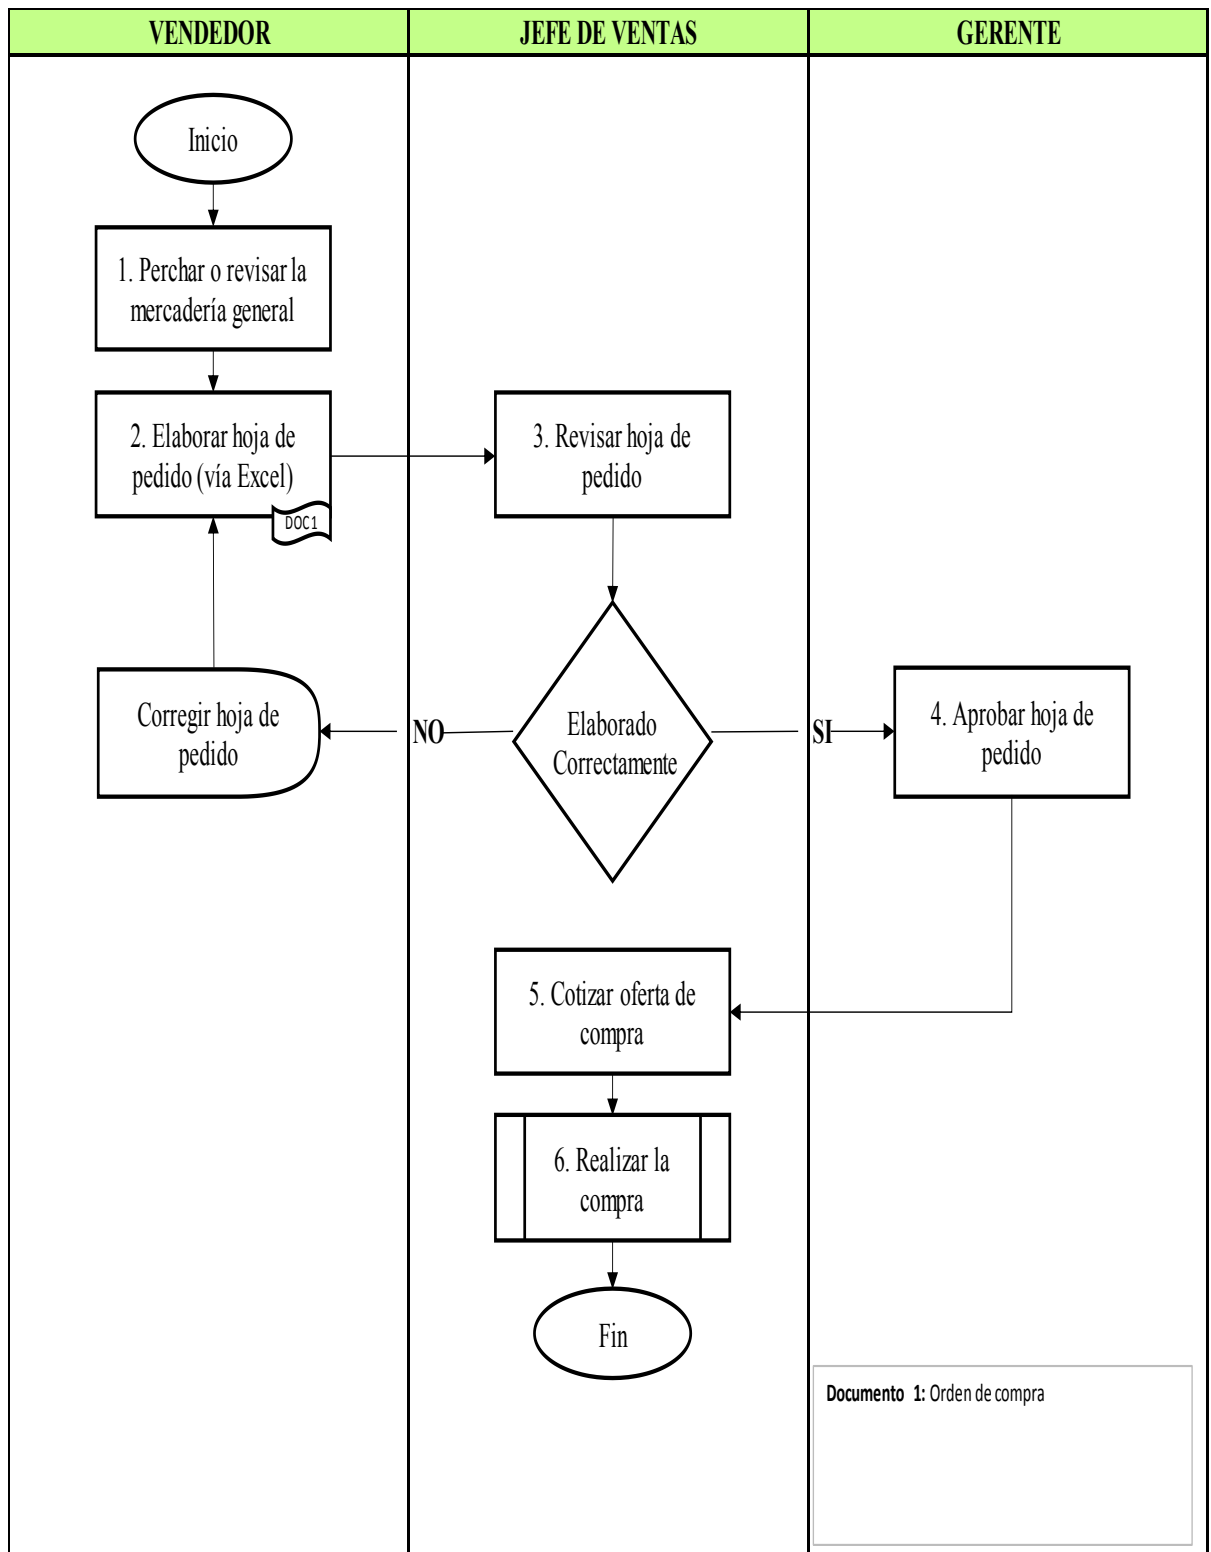 VENDEDOR
JEFE DE VENTAS
GERENTE
Inicio
1. Perchar o revisar la
mercadería general
2. Elaborar hoja de
pedido (vía Excel)
DOC1
3. Revisar hoja de
pedido
Corregir hoja de
pedido
NO
Elaborado
Correctamente
SI
4. Aprobar hoja de
pedido
5. Cotizar oferta de
compra
6. Realizar la
compra
Fin
Documento 1: Orden de compra